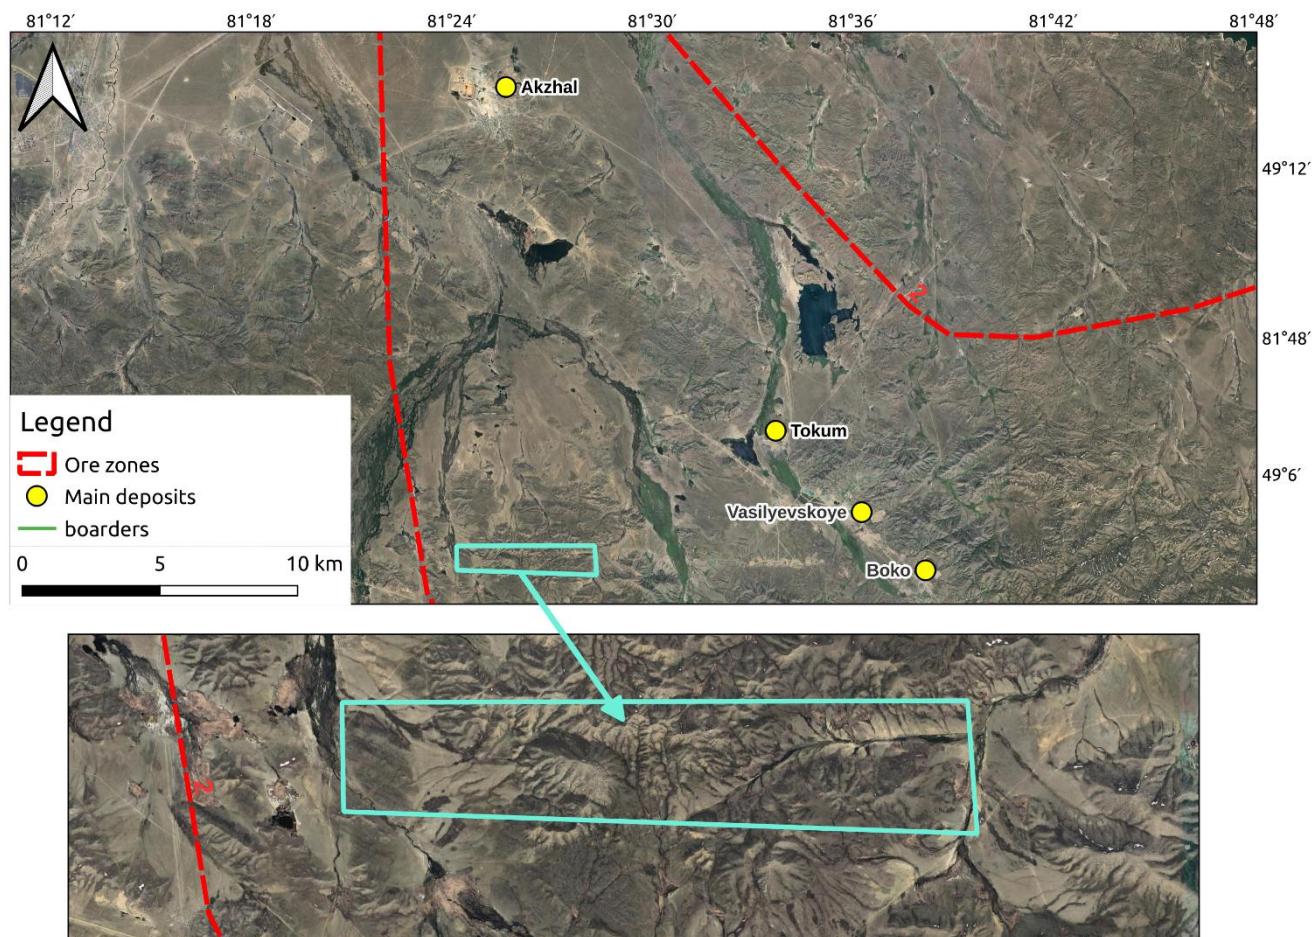 81°12′ 81°18′ 81°24′ 81°30′ 81°36′ 81°42′ 81°48′
Akzhal
49°12′
2
81°48′
Legend
Ore zones
Main deposits
boarders
0 5 10 km
Tokum
49°6′
Vasilyevskoye
Boko
2